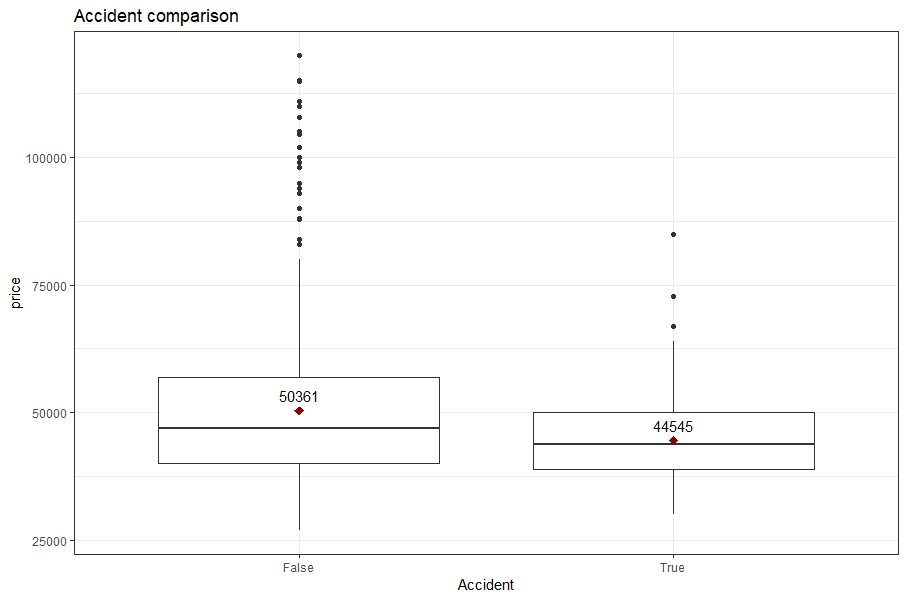 Accident comparison
price
100000
75000
50000
25000
50361
44545
False
True
Accident